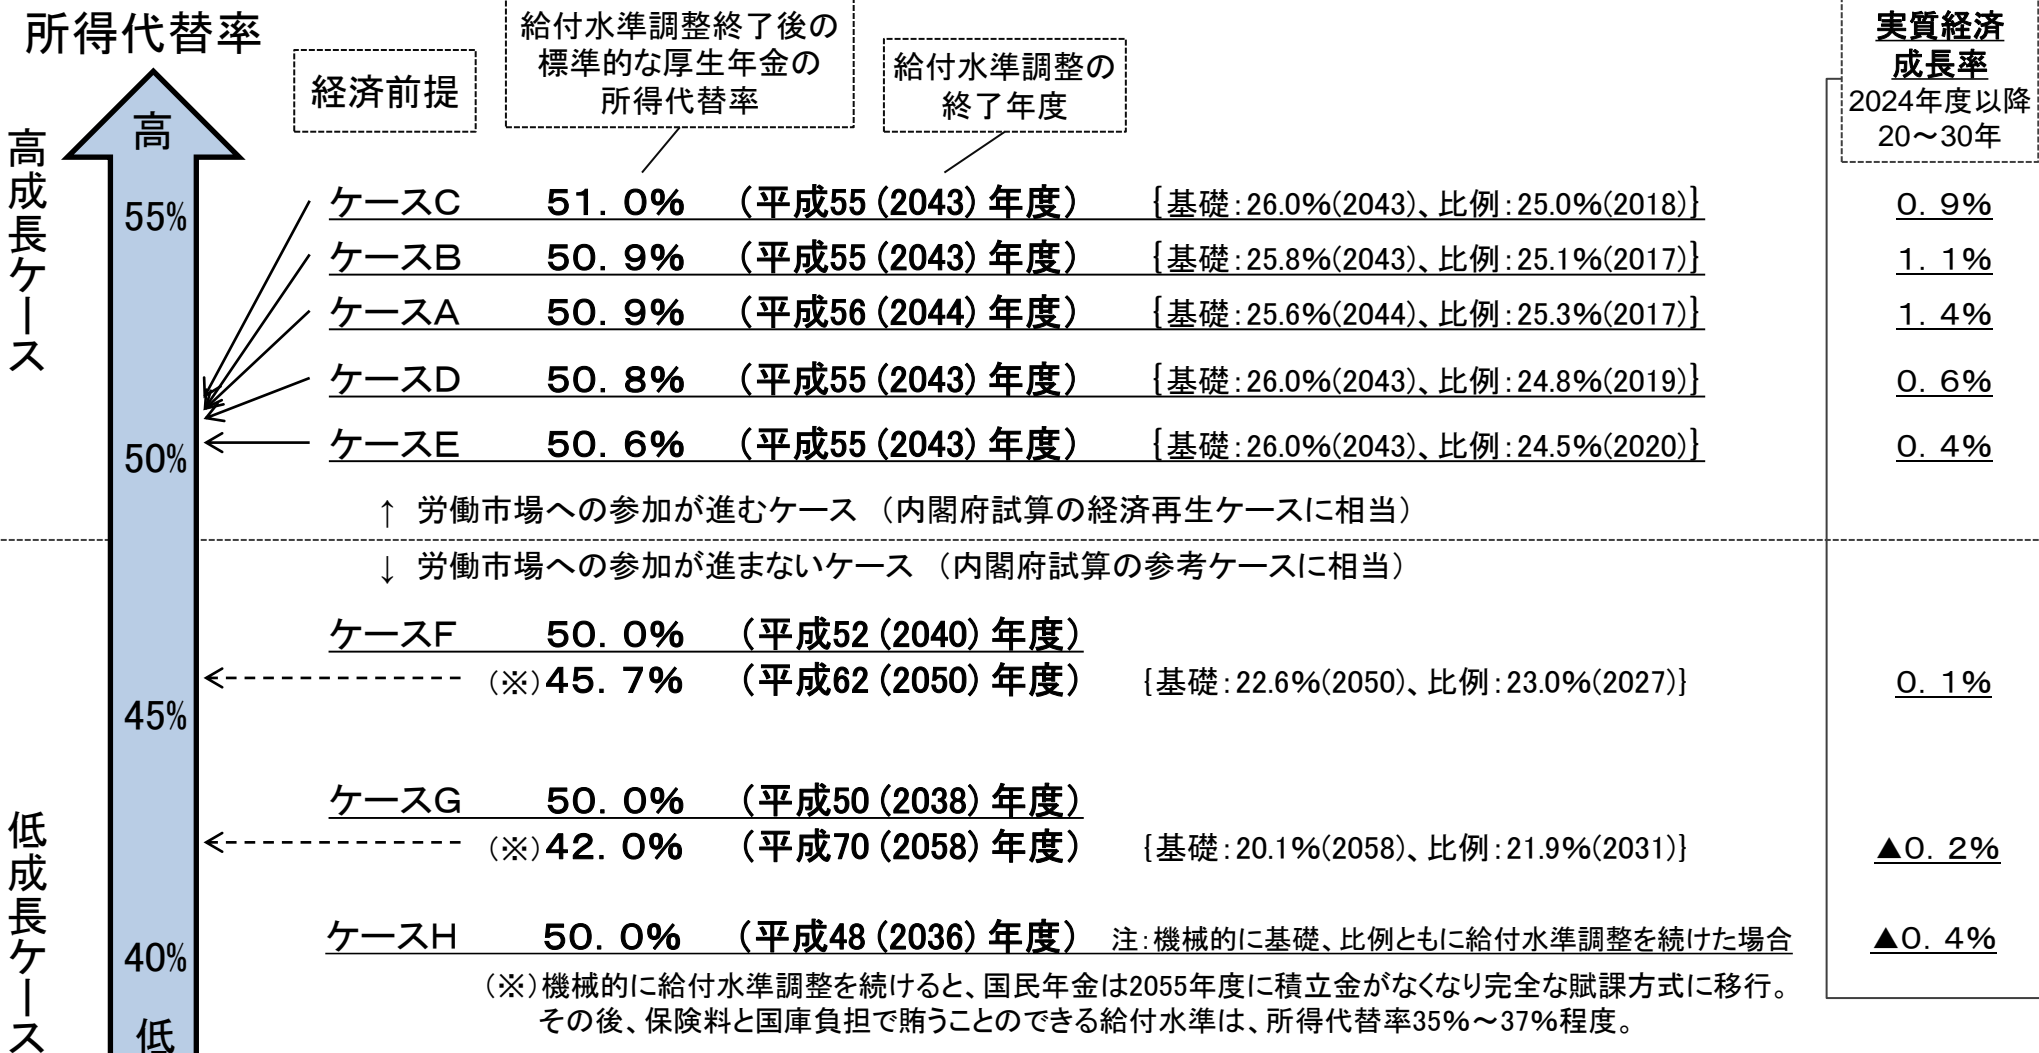 所得代替率
給付水準調整終了後の
標準的な厚生年金の
所得代替率
給付水準調整の
終了年度
経済前提
実質経済
成長率
2024年度以降
20～30年
高
高成長ケース
55%
50%
45%
40%
低
低成長ケース
ケースC 51.0% （平成55(2043)年度） {基礎：26.0%(2043)、比例：25.0%(2018)} 0.9%
ケースB 50.9% （平成55(2043)年度） {基礎：25.8%(2043)、比例：25.1%(2017)} 1.1%
ケースA 50.9% （平成56(2044)年度） {基礎：25.6%(2044)、比例：25.3%(2017)} 1.4%
ケースD 50.8% （平成55(2043)年度） {基礎：26.0%(2043)、比例：24.8%(2019)} 0.6%
ケースE 50.6% （平成55(2043)年度） {基礎：26.0%(2043)、比例：24.5%(2020)} 0.4%
↑ 労働市場への参加が進むケース （内閣府試算の経済再生ケースに相当）
↓ 労働市場への参加が進まないケース （内閣府試算の参考ケースに相当）
ケースF 50.0% （平成52(2040)年度）
（※）45.7% （平成62(2050)年度） {基礎：22.6%(2050)、比例：23.0%(2027)} 0.1%
ケースG 50.0% （平成50(2038)年度）
（※）42.0% （平成70(2058)年度） {基礎：20.1%(2058)、比例：21.9%(2031)} ▲0.2%
ケースH 50.0% （平成48(2036)年度） 注：機械的に基礎、比例ともに給付水準調整を続けた場合 ▲0.4%
（※）機械的に給付水準調整を続けると、国民年金は2055年度に積立金がなくなり完全な賦課方式に移行。
その後、保険料と国庫負担で賄うことのできる給付水準は、所得代替率35%～37%程度。